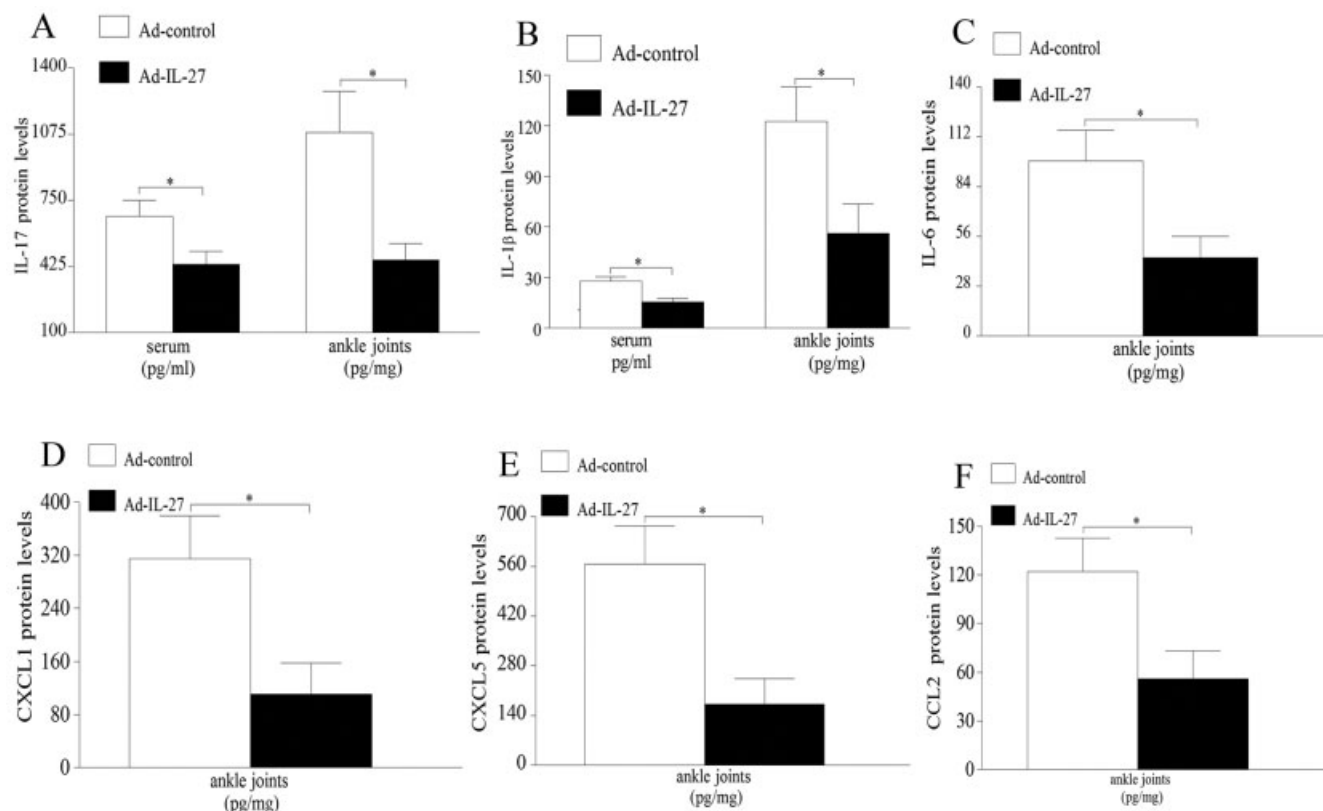 A
Ad-control
Ad-IL-27
IL-17 protein levels
1400
1075
750
425
100
*
*
serum
(pg/ml)
ankle joints
(pg/mg)
B
Ad-control
Ad-IL-27
IL-1β protein levels
150
120
90
60
30
0
*
*
serum
pg/ml
ankle joints
(pg/mg)
C
Ad-control
Ad-IL-27
IL-6 protein levels
140
112
84
56
28
0
*
ankle joints
(pg/mg)
D
Ad-control
Ad-IL-27
CXCL1 protein levels
400
320
240
160
80
0
*
ankle joints
(pg/mg)
E
Ad-control
Ad-IL-27
CXCL5 protein levels
700
560
420
280
140
0
*
ankle joints
(pg/mg)
F
Ad-control
Ad-IL-27
CCL2 protein levels
150
120
90
60
30
0
*
ankle joints
(pg/mg)